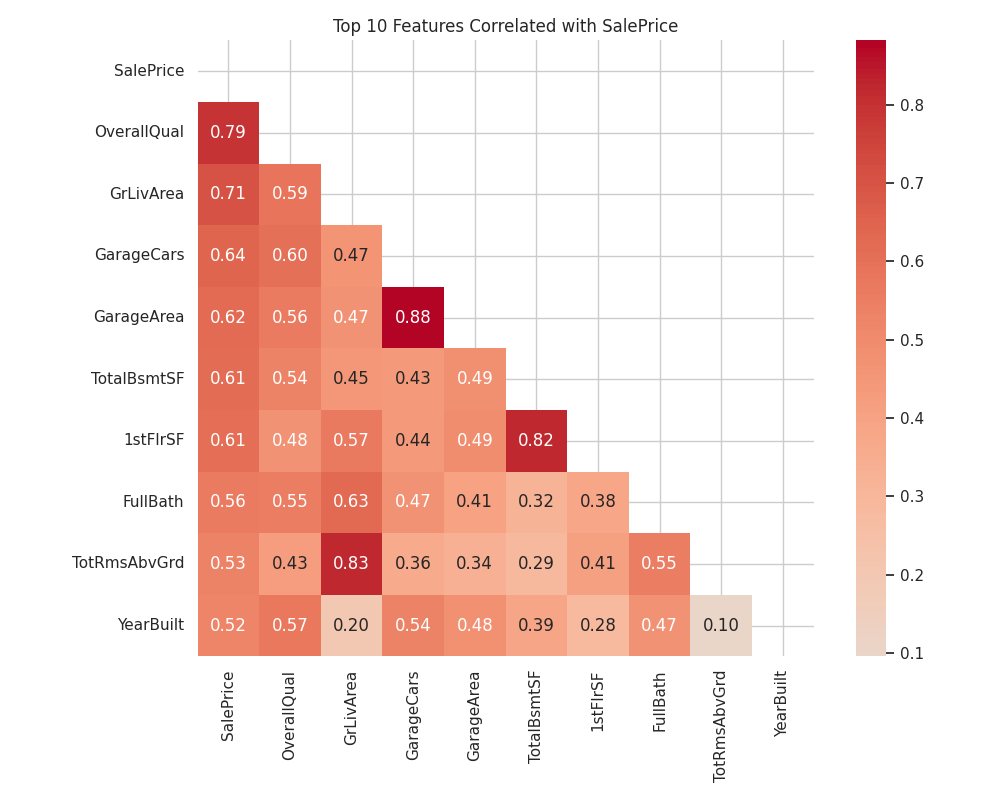 Top 10 Features Correlated with SalePrice
SalePrice
OverallQual 0.79
GrLivArea 0.71 0.59
GarageCars 0.64 0.60 0.47
GarageArea 0.62 0.56 0.47 0.88
TotalBsmtSF 0.61 0.54 0.45 0.43 0.49
1stFlrSF 0.61 0.48 0.57 0.44 0.49 0.82
FullBath 0.56 0.55 0.63 0.47 0.41 0.32 0.38
TotRmsAbvGrd 0.53 0.43 0.83 0.36 0.34 0.29 0.41 0.55
YearBuilt 0.52 0.57 0.20 0.54 0.48 0.39 0.28 0.47 0.10
SalePrice
OverallQual
GrLivArea
GarageCars
GarageArea
TotalBsmtSF
1stFlrSF
FullBath
TotRmsAbvGrd
YearBuilt
0.8
0.7
0.6
0.5
0.4
0.3
0.2
0.1